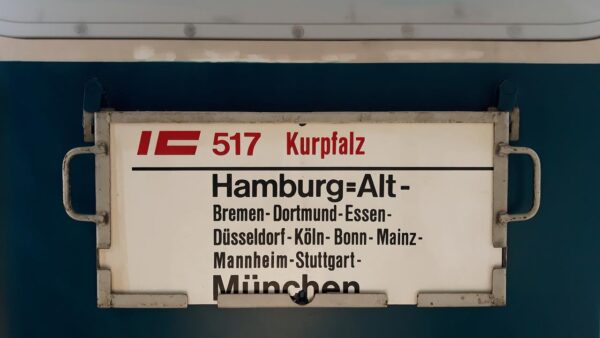 IC 517 Kurpfalz
Hamburg=Alt-
Bremen-Dortmund-Essen-
Düsseldorf-Köln-Bonn-Mainz-
Mannheim-Stuttgart-
München